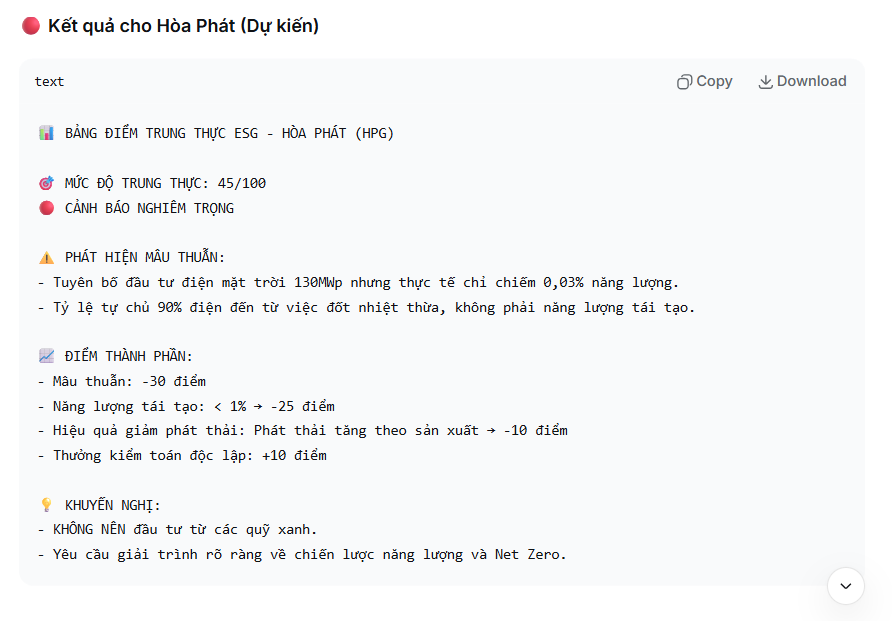 Kết quả cho Hòa Phát (Dự kiến)
text
Copy
Download
BẢNG ĐIỂM TRUNG THỰC ESG - HÒA PHÁT (HPG)
MỨC ĐỘ TRUNG THỰC: 45/100
CẢNH BÁO NGHIÊM TRỌNG
PHÁT HIỆN MÂU THUẪN:
- Tuyên bố đầu tư điện mặt trời 130MWp nhưng thực tế chỉ chiếm 0,03% năng lượng.
- Tỷ lệ tự chủ 90% điện đến từ việc đốt nhiệt thừa, không phải năng lượng tái tạo.
ĐIỂM THÀNH PHẦN:
- Mâu thuẫn: -30 điểm
- Năng lượng tái tạo: < 1% → -25 điểm
- Hiệu quả giảm phát thải: Phát thải tăng theo sản xuất → -10 điểm
- Thưởng kiểm toán độc lập: +10 điểm
KHUYẾN NGHỊ:
- KHÔNG NÊN đầu tư từ các quỹ xanh.
- Yêu cầu giải trình rõ ràng về chiến lược năng lượng và Net Zero.